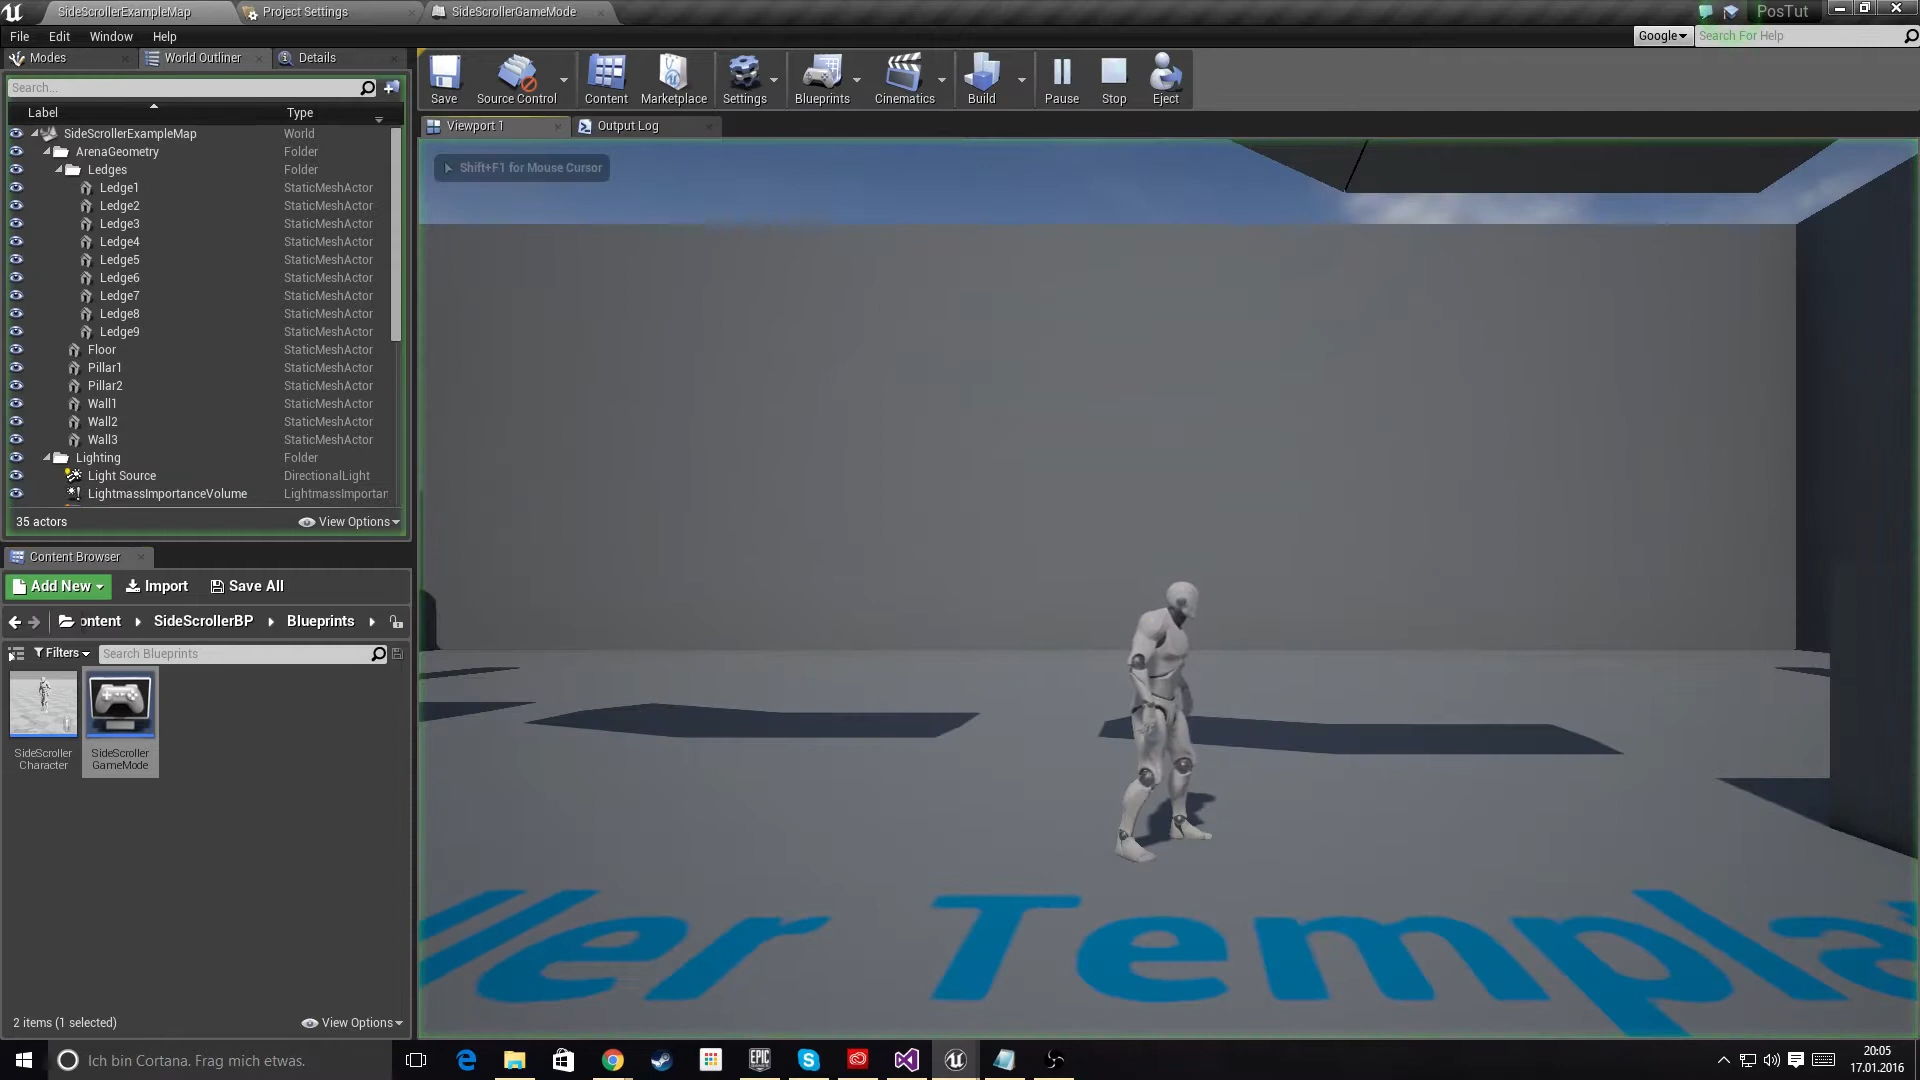 SideScrollerExampleMap
Project Settings
SideScrollerGameMode
PosTut
File Edit Window Help
Google
Search For Help
Modes
World Outliner
Details
Search...
Label Type
SideScrollerExampleMap World
ArenaGeometry Folder
Ledges Folder
Ledge1 StaticMeshActor
Ledge2 StaticMeshActor
Ledge3 StaticMeshActor
Ledge4 StaticMeshActor
Ledge5 StaticMeshActor
Ledge6 StaticMeshActor
Ledge7 StaticMeshActor
Ledge8 StaticMeshActor
Ledge9 StaticMeshActor
Floor StaticMeshActor
Pillar1 StaticMeshActor
Pillar2 StaticMeshActor
Wall1 StaticMeshActor
Wall2 StaticMeshActor
Wall3 StaticMeshActor
Lighting Folder
Light Source DirectionalLight
LightmassImportanceVolume LightmassImportan
35 actors
View Options
Content Browser
Add New
Import
Save All
ontent
SideScrollerBP
Blueprints
Filters
Search Blueprints
SideScroller
Character
SideScroller
GameMode
2 items (1 selected)
View Options
Save
Source Control
Content
Marketplace
Settings
Blueprints
Cinematics
Build
Pause
Stop
Eject
Viewport 1
Output Log
Shift+F1 for Mouse Cursor
ller Templa
Ich bin Cortana. Frag mich etwas.
EPIC
GAMES
20:05
17.01.2016